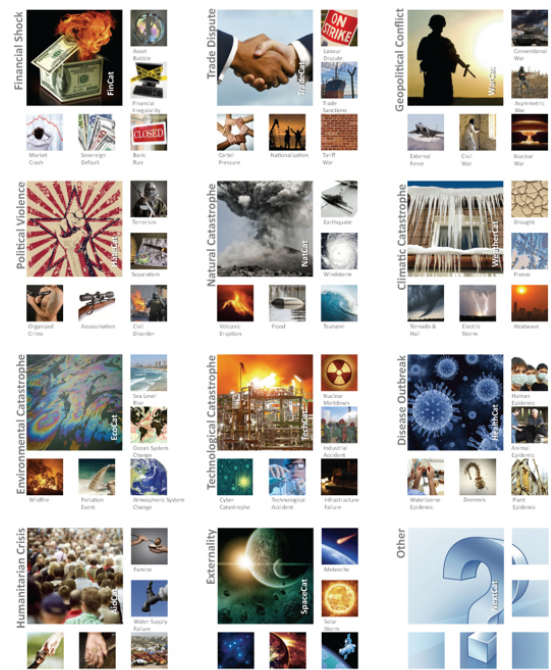 Financial Shock
FinCat
Asset
Bubble
Financial
Irregularity
Market
Crash
Sovereign
Default
CLOSED
Bank
Run
Trade Dispute
TradeCat
ON
STRIKE
Labour
Dispute
Trade
Sanctions
Cartel
Pressure
Nationalization
Tariff
War
Geopolitical Conflict
WarCat
Conventional
War
Asymmetric
War
External
Force
Civil
War
Nuclear
War
Political Violence
HateCat
Terrorism
Separatism
Organized
Crime
Assassination
Civil
Disorder
Natural Catastrophe
NatCat
Earthquake
Windstorm
Volcanic
Eruption
Flood
Tsunami
Climatic Catastrophe
WeatherCat
Drought
Freeze
Tornado &
Hail
Electric
Storm
Heatwave
Environmental Catastrophe
EcoCat
Sea Level
Rise
Ocean System
Change
Wildfire
Pollution
Event
Atmospheric System
Change
Technological Catastrophe
TechCat
Nuclear
Meltdown
Industrial
Accident
Cyber
Catastrophe
Technological
Accident
Infrastructure
Failure
Disease Outbreak
HealthCat
Human
Epidemic
Animal
Epidemic
Waterborne
Epidemic
Zoonosis
Plant
Epidemic
Humanitarian Crisis
AidCat
Famine
Water Supply
Failure
Externality
SpaceCat
Meteorite
Solar
Storm
Other
NextCat